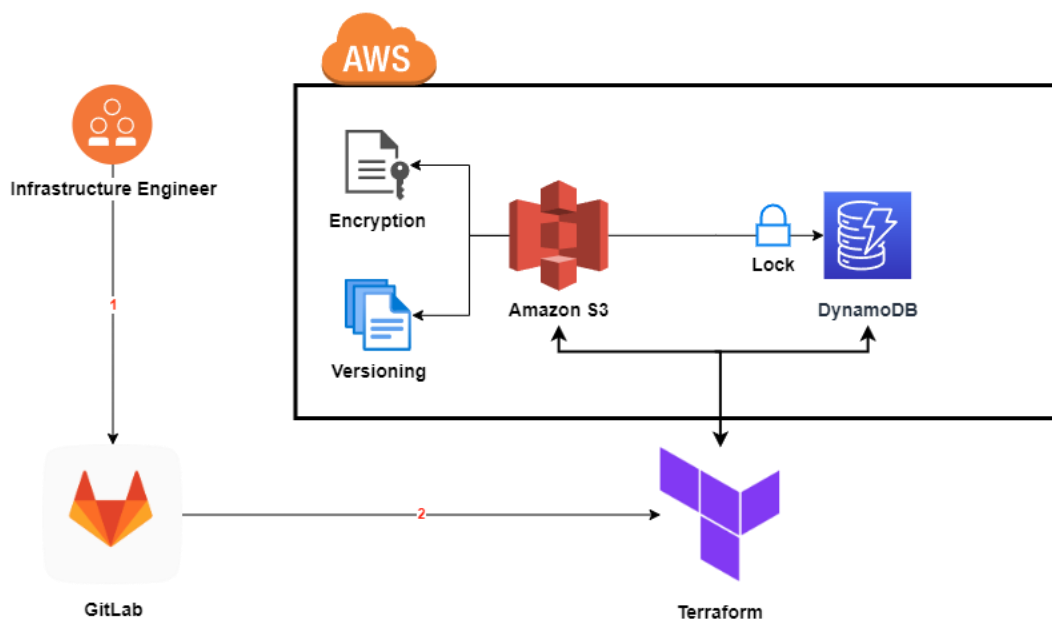 AWS
Infrastructure Engineer
Encryption
Lock
Amazon S3
DynamoDB
1
Versioning
2
GitLab
Terraform